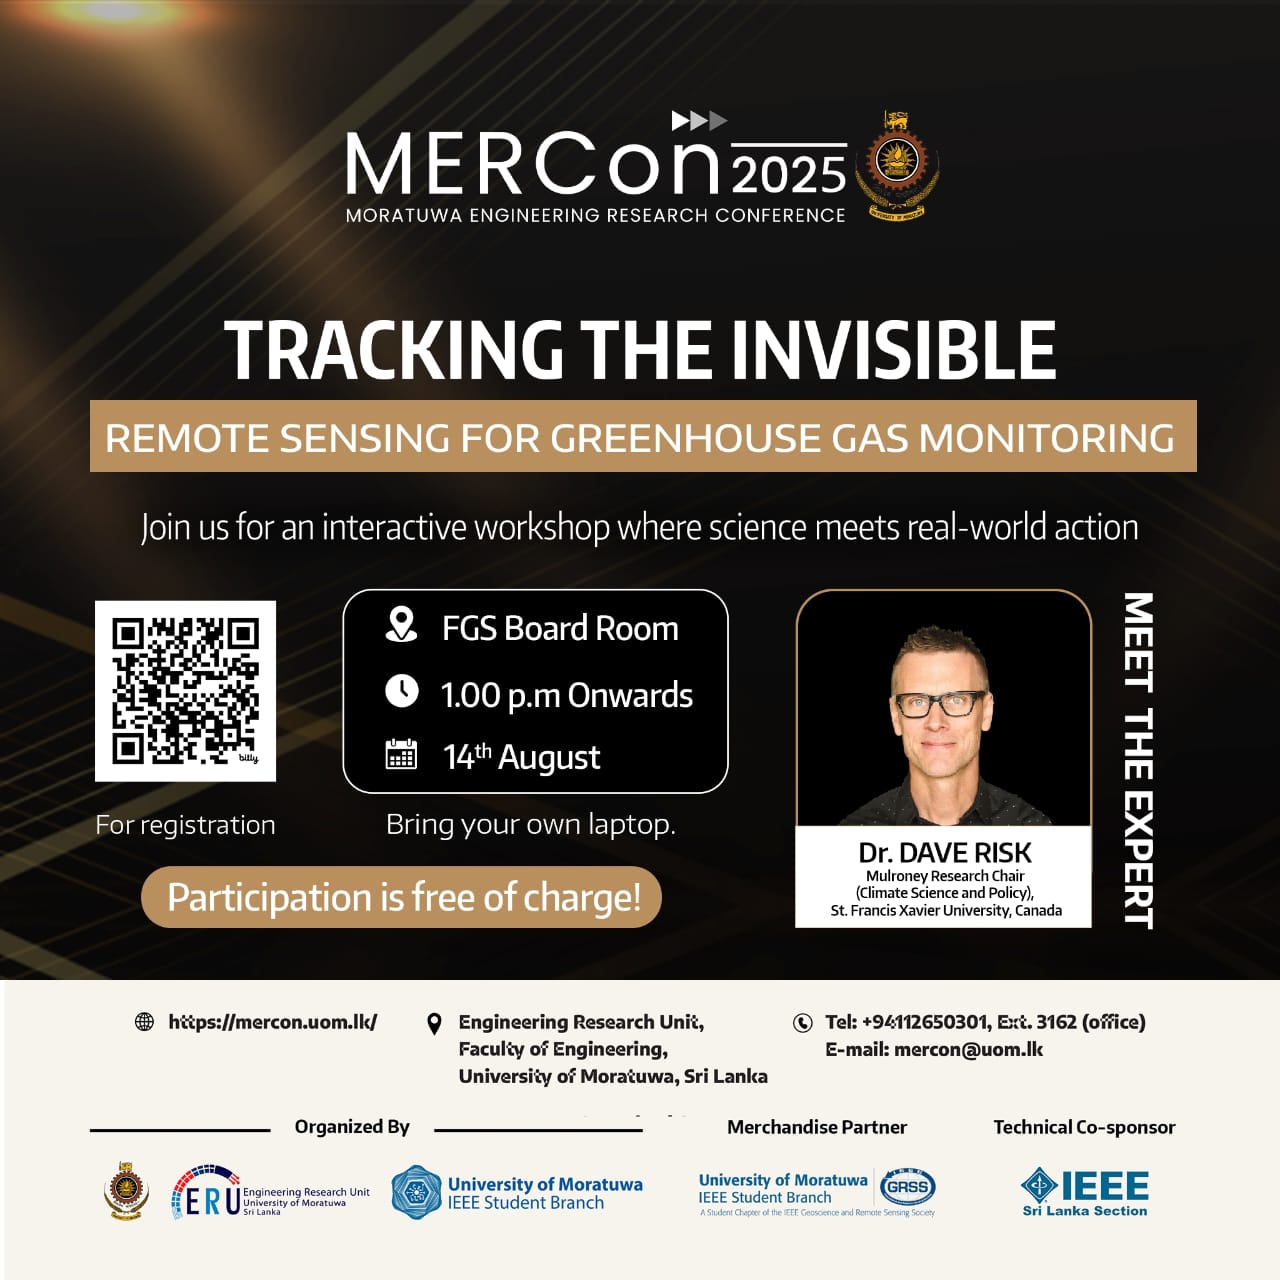 MERCon 2025
MORATUWA ENGINEERING RESEARCH CONFERENCE
UNIVERSITY OF MORATUWA
TRACKING THE INVISIBLE
REMOTE SENSING FOR GREENHOUSE GAS MONITORING
Join us for an interactive workshop where science meets real-world action
bitly
For registration
FGS Board Room
1.00 p.m Onwards
14th August
Bring your own laptop.
Participation is free of charge!
MEET THE EXPERT
Dr. DAVE RISK
Mulroney Research Chair
(Climate Science and Policy),
St. Francis Xavier University, Canada
https://mercon.uom.lk/
Engineering Research Unit,
Faculty of Engineering,
University of Moratuwa, Sri Lanka
Tel: +94112650301, Ext. 3162 (office)
E-mail: mercon@uom.lk
Organized By
ERU
Engineering Research Unit
University of Moratuwa
Sri Lanka
University of Moratuwa
IEEE Student Branch
Merchandise Partner
University of Moratuwa
IEEE Student Branch
A Student Chapter of the IEEE Geoscience and Remote Sensing Society
GRSS
Technical Co-sponsor
IEEE
Sri Lanka Section